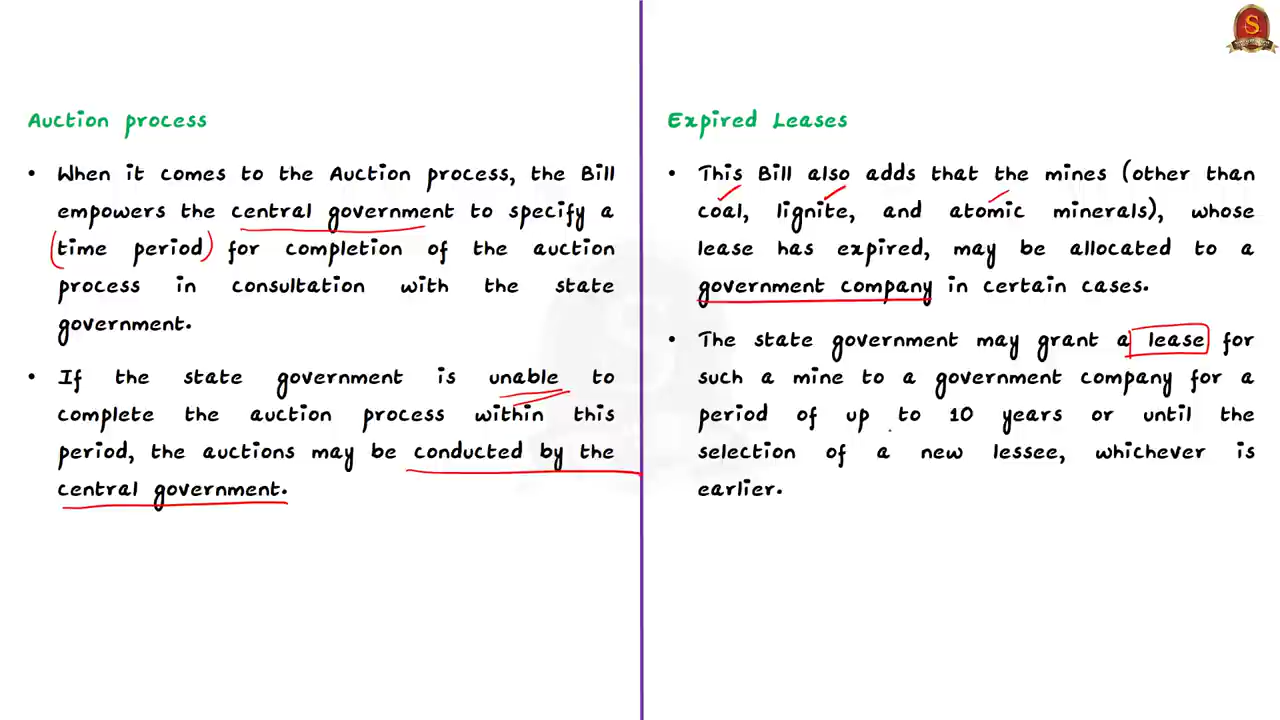 Auction process
• When it comes to the Auction process, the Bill
empowers the central government to specify a
(time period) for completion of the auction
process in consultation with the state
government.
• If the state government is unable to
complete the auction process within this
period, the auctions may be conducted by the
central government.
Expired Leases
• This Bill also adds that the mines (other than
coal, lignite, and atomic minerals), whose
lease has expired, may be allocated to a
government company in certain cases.
• The state government may grant a lease for
such a mine to a government company for a
period of up to 10 years or until the
selection of a new lessee, whichever is
earlier.
S